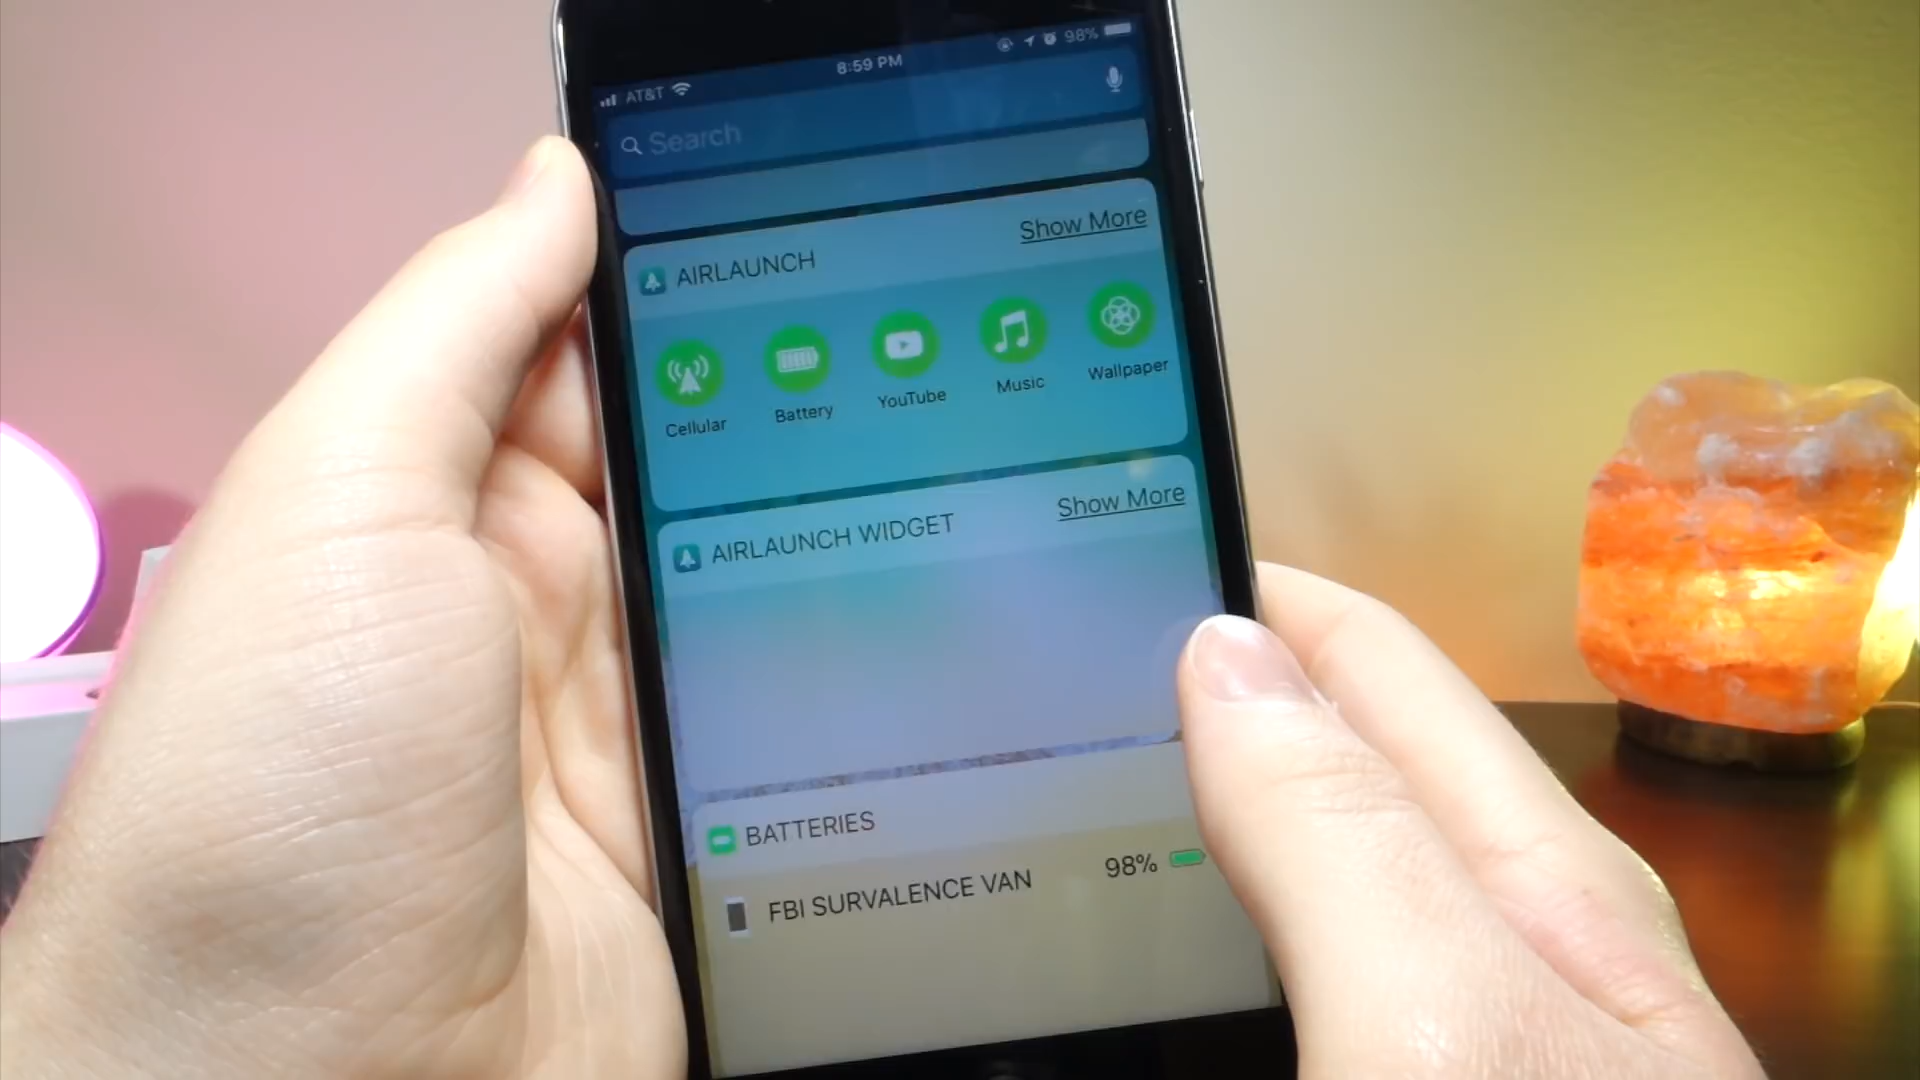 AT&T
8:59 PM
98%
Search
AIRLAUNCH
Show More
Cellular
Battery
YouTube
Music
Wallpaper
AIRLAUNCH WIDGET
Show More
BATTERIES
FBI SURVALENCE VAN
98%